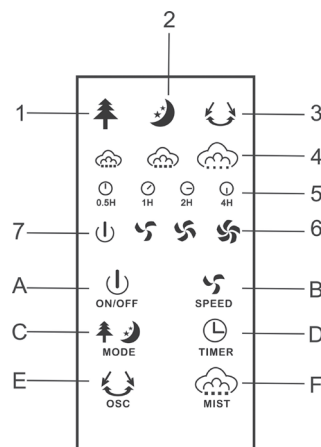 2
1
3
4
0.5H 1H 2H 4H 5
7 6
A ON/OFF SPEED B
C MODE TIMER D
E OSC MIST F